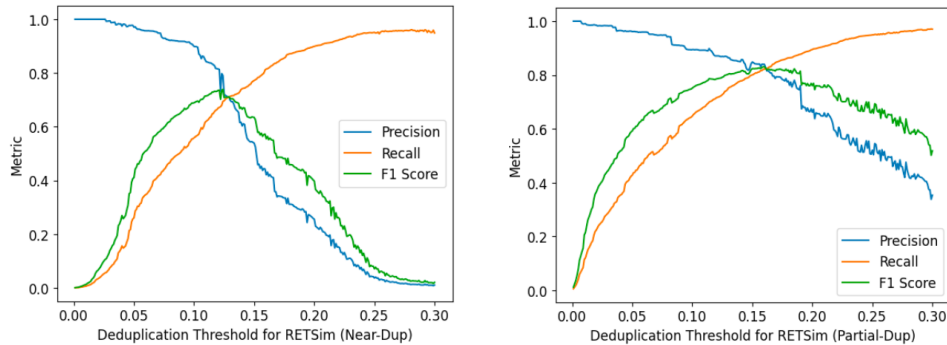 1.0
0.8
0.6
0.4
0.2
0.0
Metric
Precision
Recall
F1 Score
0.00 0.05 0.10 0.15 0.20 0.25 0.30
Deduplication Threshold for RETSim (Near-Dup)
1.0
0.8
0.6
0.4
0.2
0.0
Metric
Precision
Recall
F1 Score
0.00 0.05 0.10 0.15 0.20 0.25 0.30
Deduplication Threshold for RETSim (Partial-Dup)